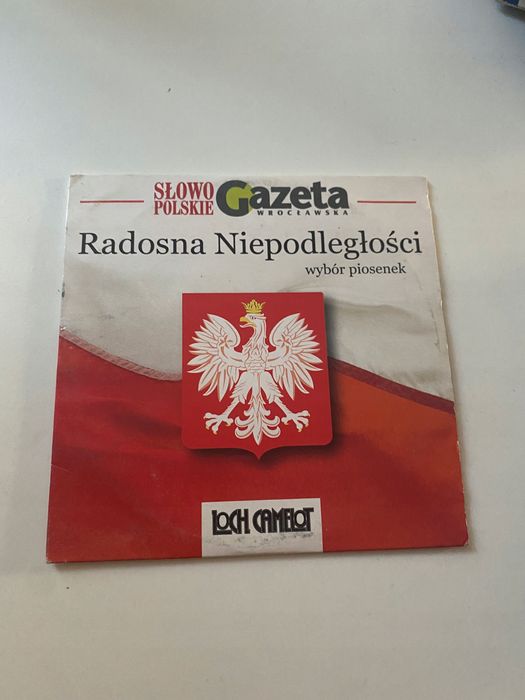 SŁOWO
POLSKIE
Gazeta
WROCŁAWSKA
Radosna Niepodległości
wybór piosenek
LOCH CAMELOT